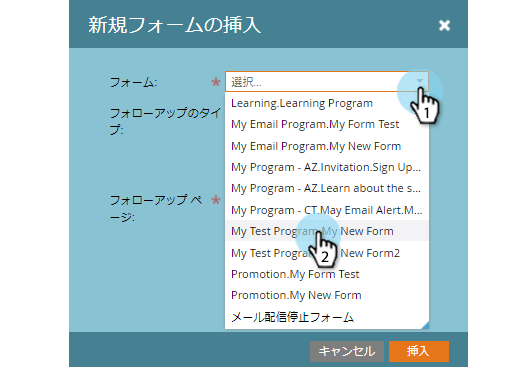 新規フォームの挿入
フォーム: * 選択...
1
Learning.Learning Program
フォローアップのタイプ:
My Email Program.My Form Test
My Email Program.My New Form
My Program - AZ.Invitation.Sign Up...
My Program - AZ.Learn about the s...
フォローアップ ページ: *
My Program - CT.May Email Alert.M...
My Test Program.My New Form
2
My Test Program.My New Form2
Promotion.My Form Test
Promotion.My New Form
メール配信停止フォーム
キャンセル 挿入